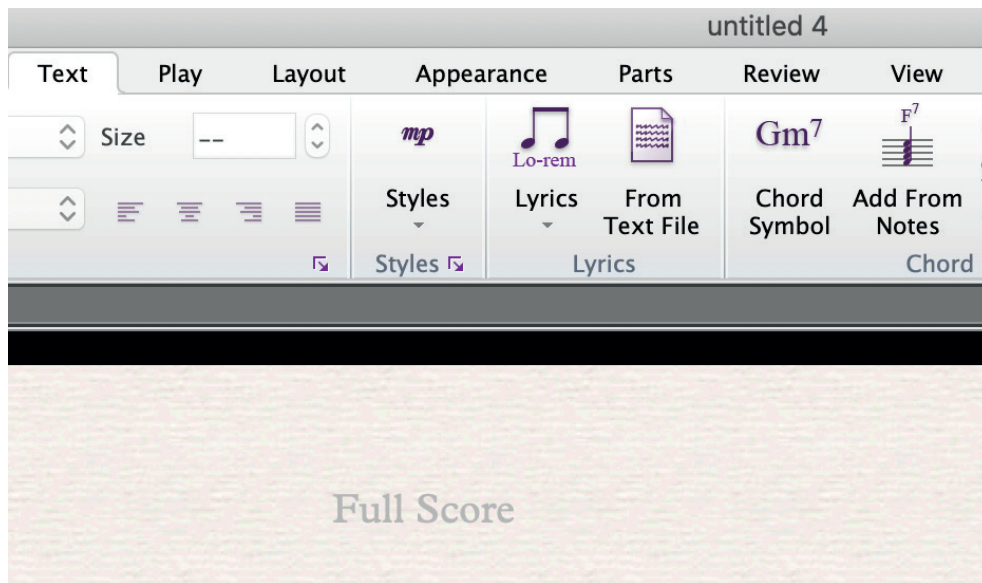 untitled 4
Text Play Layout Appearance Parts Review View
Size --
mp
Lo-rem
Gm7
F7
Styles Lyrics From Text File Chord Symbol Add From Notes
Styles Lyrics Chord
Full Score